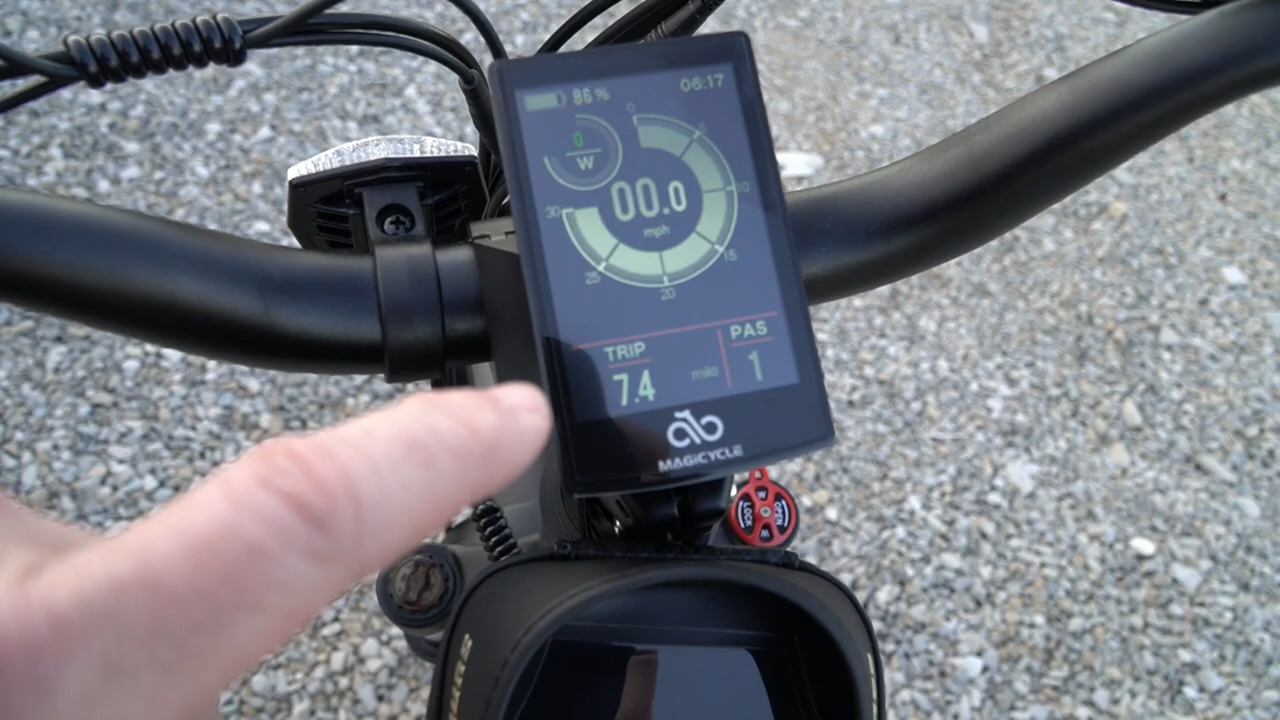 86% 06:17
0
5
0
W
10
00.0
30
mph
15
25
20
TRIP PAS
7.4 mile 1
MAGICYCLE
W
LOCK OPEN
W